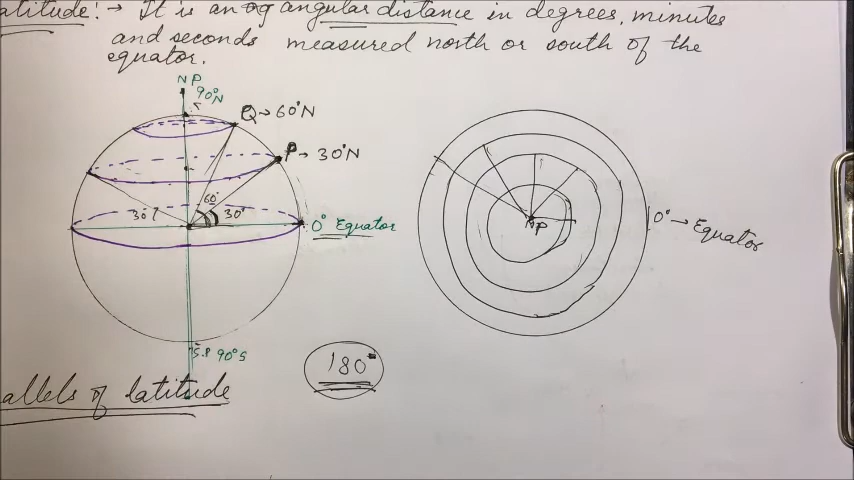 atitude: → It is an angular distance in degrees, minutes
and seconds measured north or south of the
equator.
NP
90°N
Q → 60°N
P → 30°N
60°
30°
30°
0° Equator
NP
0° → Equator
S.P 90°S
180°
allels of latitude